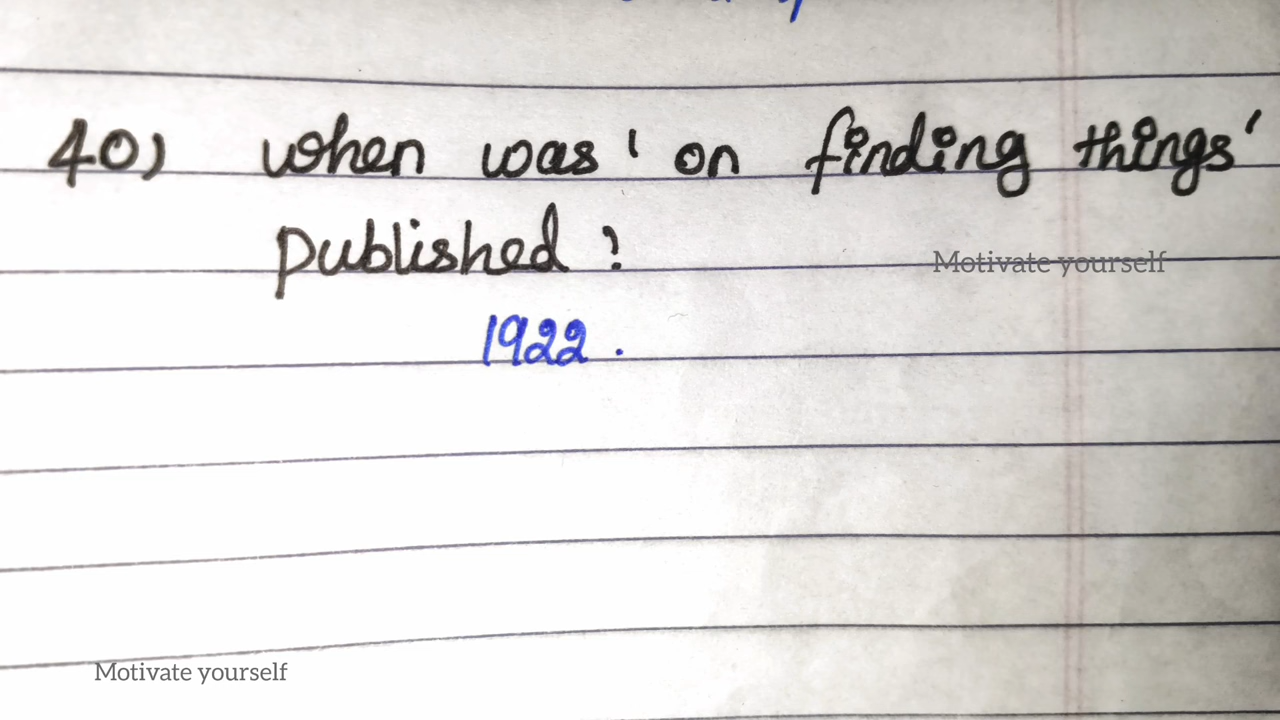 40) when was ' on finding things'
published ?
Motivate yourself
1922 .
Motivate yourself